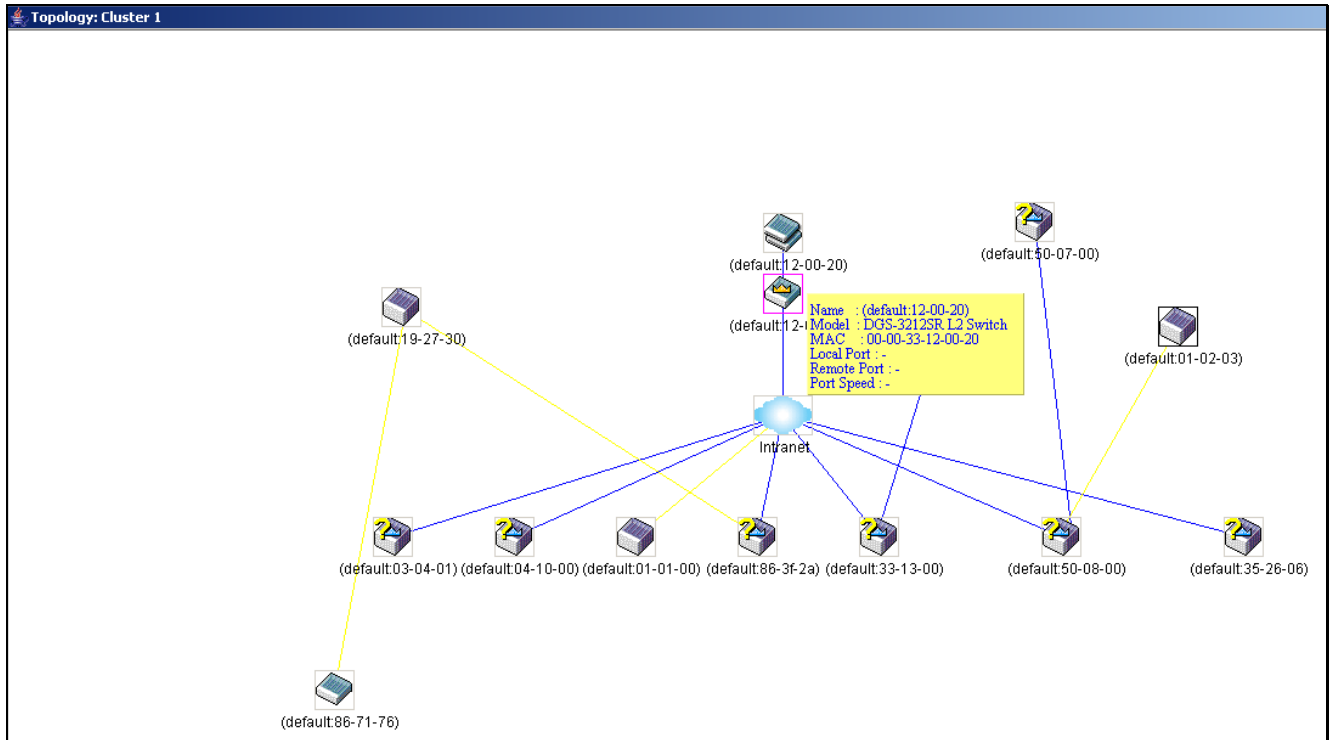 Topology: Cluster 1
(default:12-00-20)
(default:50-07-00)
(default:19-27-30)
(default:12-
Name : (default:12-00-20)
Model : DGS-3212SR L2 Switch
MAC : 00-00-33-12-00-20
Local Port : -
Remote Port : -
Port Speed : -
(default:01-02-03)
Intranet
(default:03-04-01) (default:04-10-00) (default:01-01-00) (default:86-3f-2a) (default:33-13-00) (default:50-08-00) (default:35-26-06)
(default:86-71-76)